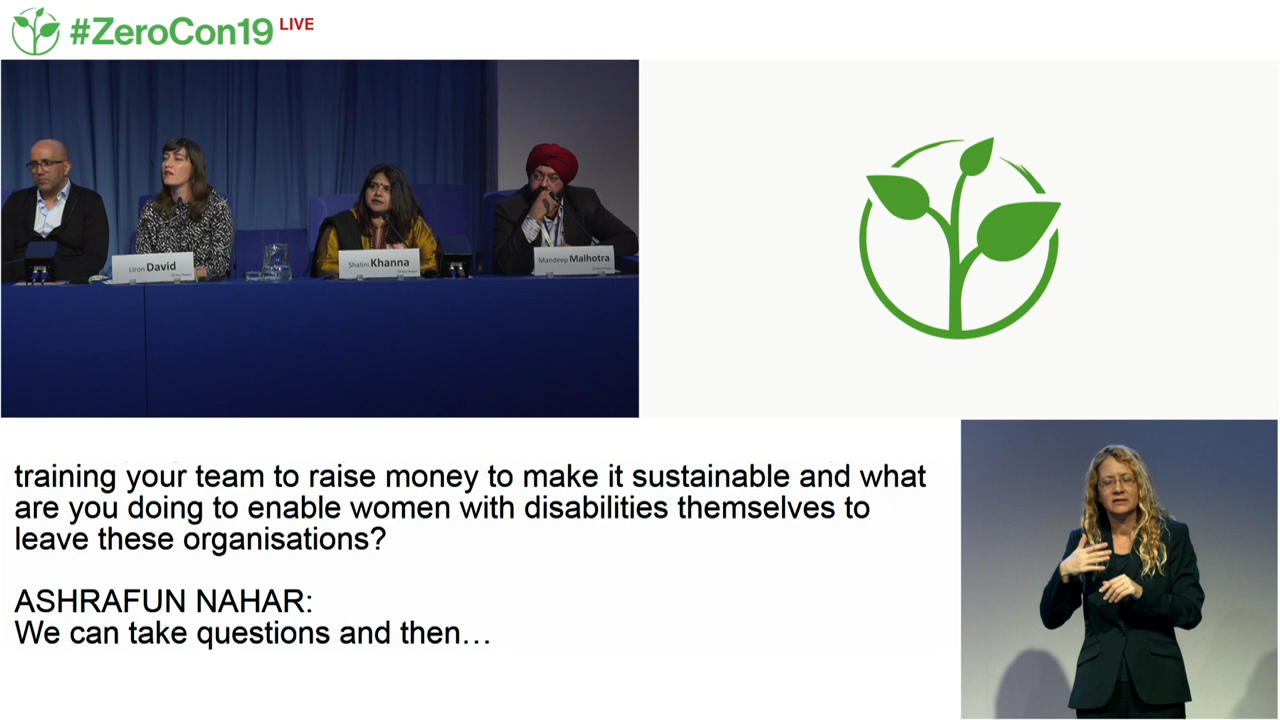 #ZeroCon19 LIVE
Liron David
Shalini Khanna
Mandeep Malhotra
training your team to raise money to make it sustainable and what
are you doing to enable women with disabilities themselves to
leave these organisations?
ASHRAFUN NAHAR:
We can take questions and then…